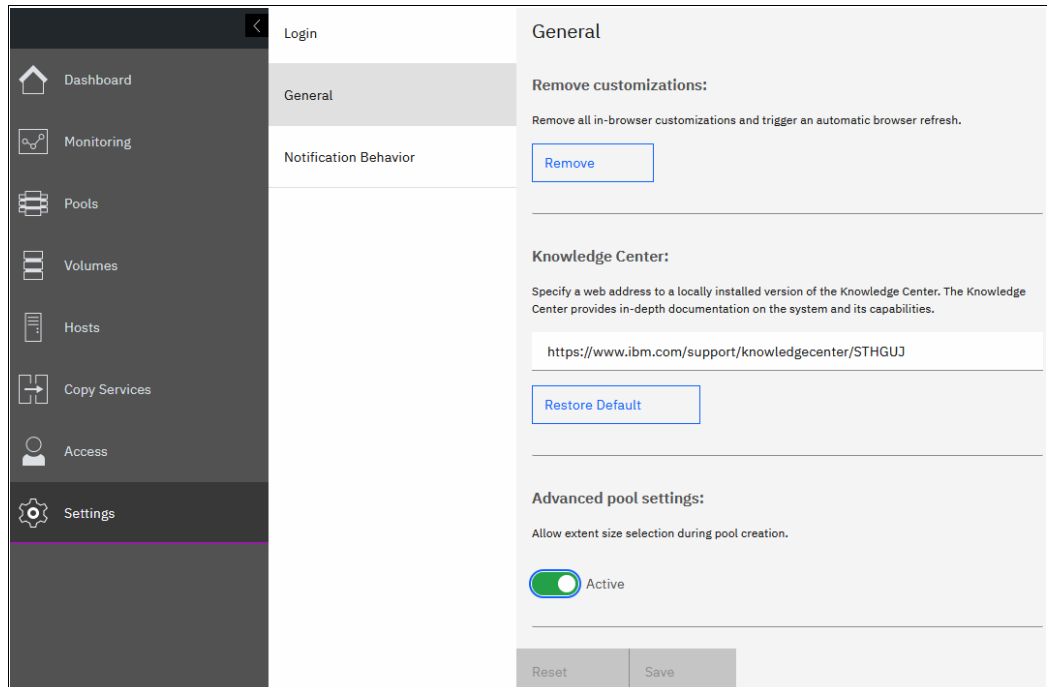 Dashboard
Monitoring
Pools
Volumes
Hosts
Copy Services
Access
Settings
Login
General
Notification Behavior
General
Remove customizations:
Remove all in-browser customizations and trigger an automatic browser refresh.
Remove
Knowledge Center:
Specify a web address to a locally installed version of the Knowledge Center. The Knowledge
Center provides in-depth documentation on the system and its capabilities.
https://www.ibm.com/support/knowledgecenter/STHGUJ
Restore Default
Advanced pool settings:
Allow extent size selection during pool creation.
Active
Reset
Save